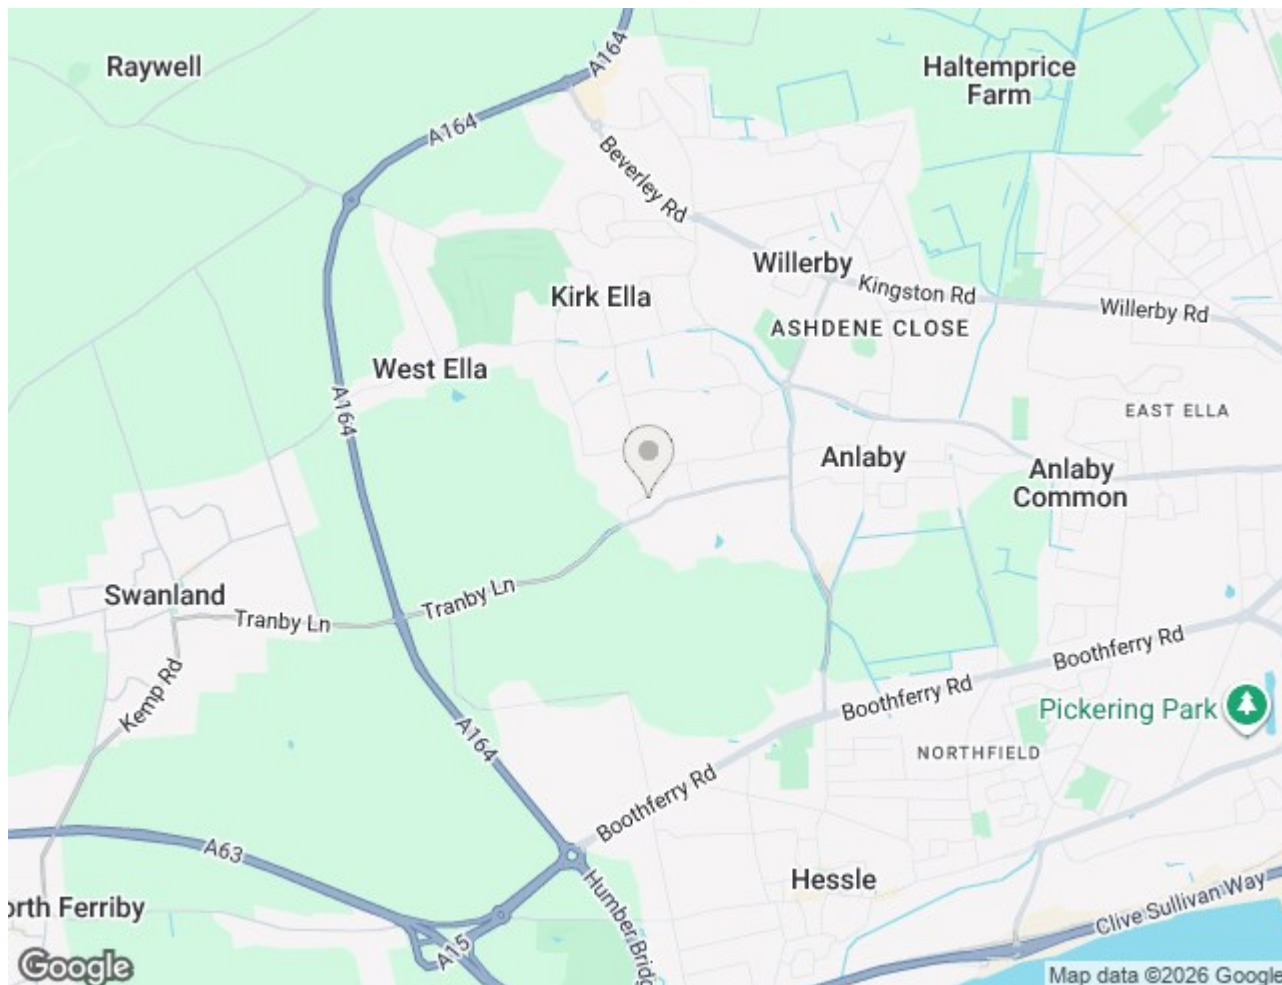 Raywell
A164
A164
Haltemprice
Farm
Beverley Rd
Willerby
Kingston Rd
Willerby Rd
Kirk Ella
ASHDENE CLOSE
West Ella
A164
EAST ELLA
Anlaby
Anlaby
Common
Swanland
Tranby Ln
Tranby Ln
Kemp Rd
Boothferry Rd
Boothferry Rd
Pickering Park
A164
NORTHFIELD
Boothferry Rd
A63
Hessle
orth Ferriby
Humber Bridg
Clive Sullivan Way
A15
Google
Map data ©2026 Google